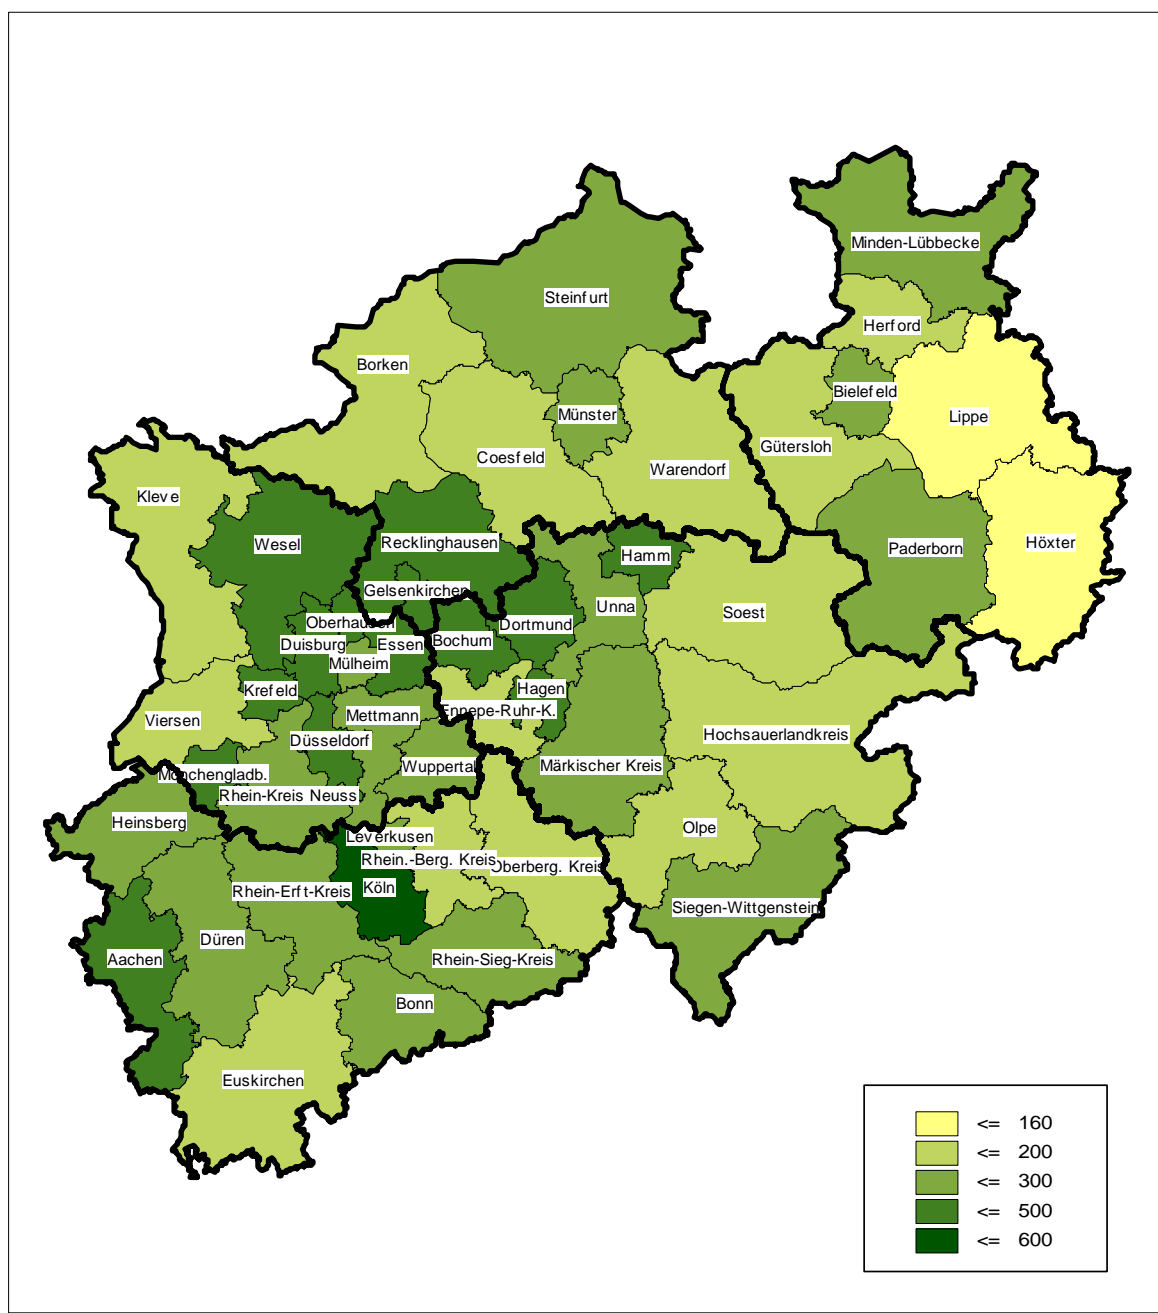 Minden-Lübbecke
Steinfurt
Herford
Borken
Bielefeld
Münster
Lippe
Gütersloh
Coesfeld
Warendorf
Kleve
Wesel
Recklinghausen
Hamm
Paderborn
Höxter
Gelsenkirchen
Unna
Soest
Oberhausen
Dortmund
Duisburg
Essen
Bochum
Mülheim
Krefeld
Hagen
Viersen
Mettmann
Ennepe-Ruhr-K.
Düsseldorf
Hochsauerlandkreis
Mönchengladb.
Wuppertal
Märkischer Kreis
Rhein-Kreis Neuss
Heinsberg
Leverkusen
Olpe
Rhein.-Berg. Kreis
Oberberg. Kreis
Rhein-Erft-Kreis
Köln
Siegen-Wittgenstein
Düren
Aachen
Rhein-Sieg-Kreis
Bonn
Euskirchen
<= 160
<= 200
<= 300
<= 500
<= 600